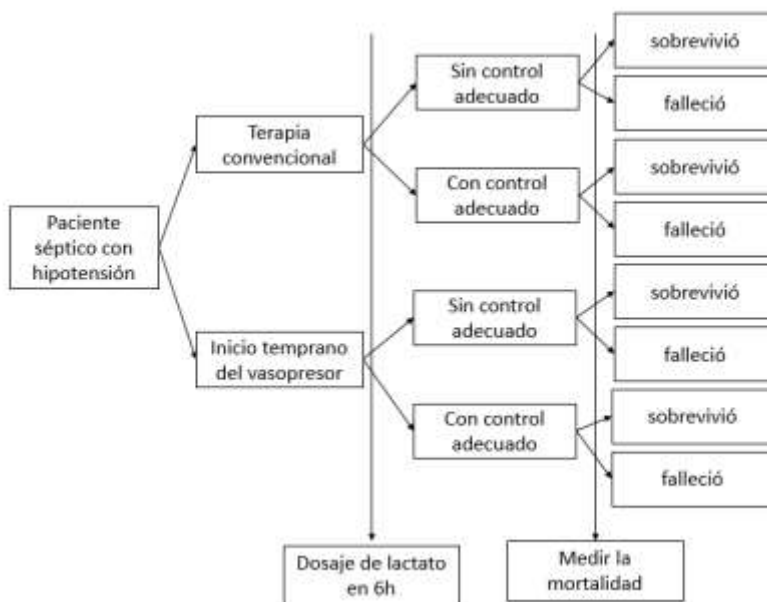 Paciente
séptico con
hipotensión
Terapia
convencional
Inicio temprano
del vasopresor
Sin control
adecuado
Con control
adecuado
Sin control
adecuado
Con control
adecuado
sobrevivió
falleció
sobrevivió
falleció
sobrevivió
falleció
sobrevivió
falleció
Dosaje de lactato
en 6h
Medir la
mortalidad